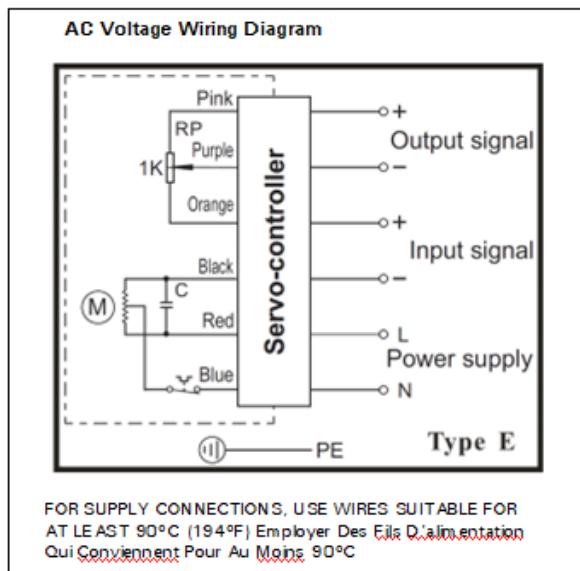 AC Voltage Wiring Diagram
Pink
RP
Purple
1K
Orange
Black
C
M
Red
Blue
Servo-controller
+
Output signal
−
+
Input signal
−
L
Power supply
N
PE
Type E
FOR SUPPLY CONNECTIONS, USE WIRES SUITABLE FOR
AT LEAST 90°C (194°F) Employer Des Fils D'alimentation
Qui Conviennent Pour Au Moins 90°C